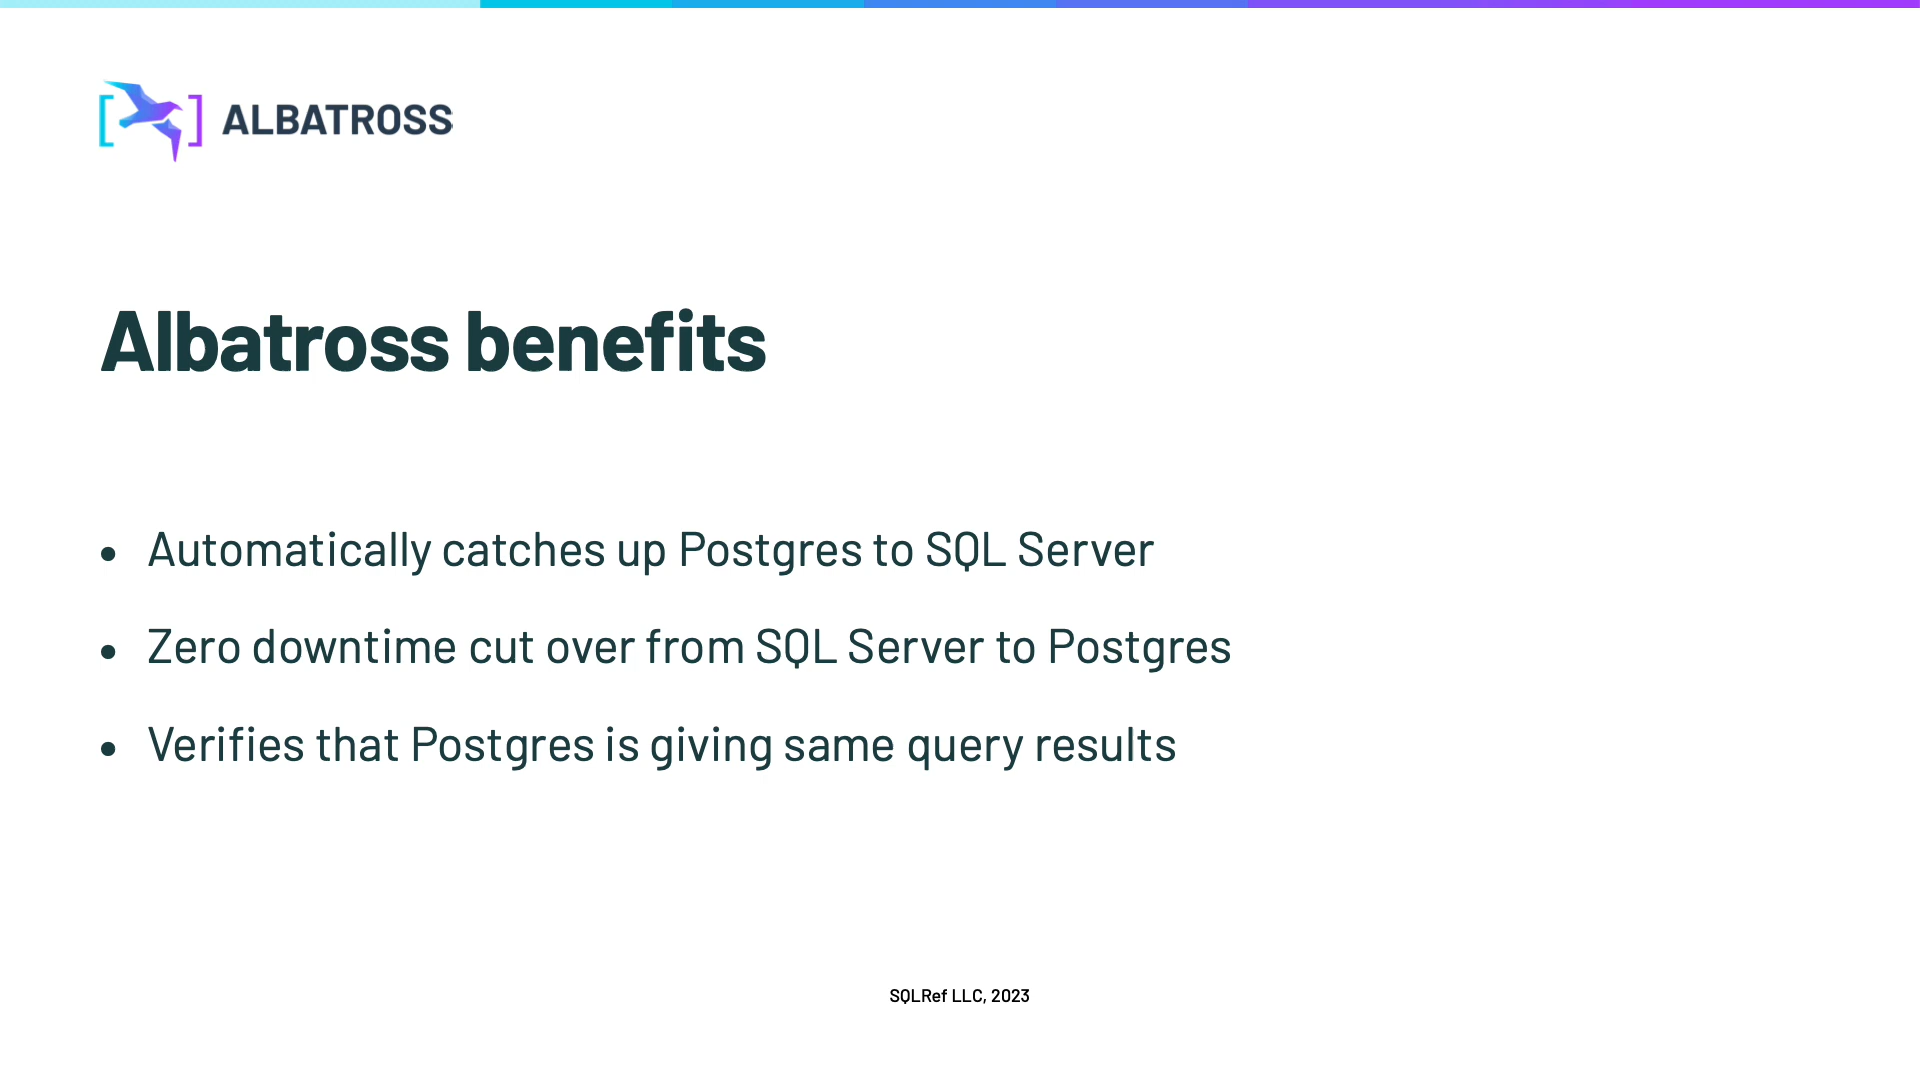 ALBATROSS
Albatross benefits
• Automatically catches up Postgres to SQL Server
• Zero downtime cut over from SQL Server to Postgres
• Verifies that Postgres is giving same query results
SQLRef LLC, 2023